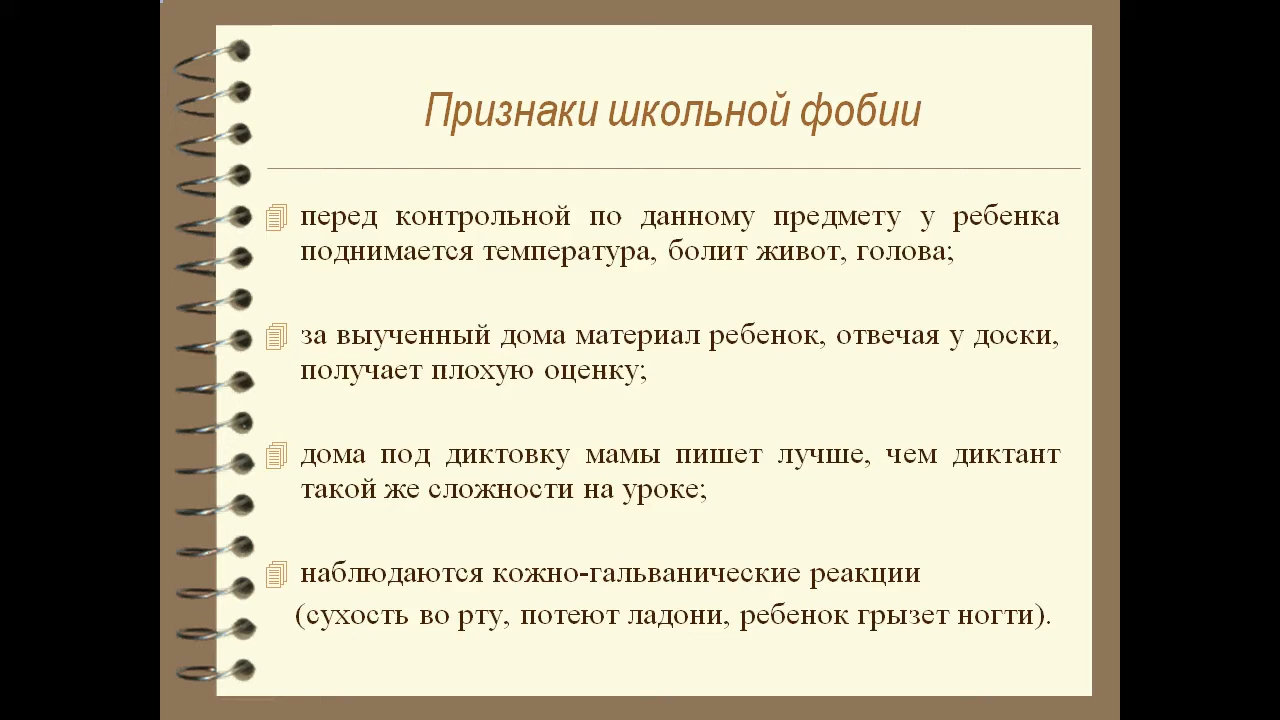 Признаки школьной фобии
перед контрольной по данному предмету у ребенка
поднимается температура, болит живот, голова;
за выученный дома материал ребенок, отвечая у доски,
получает плохую оценку;
дома под диктовку мамы пишет лучше, чем диктант
такой же сложности на уроке;
наблюдаются кожно-гальванические реакции
(сухость во рту, потеют ладони, ребенок грызет ногти).